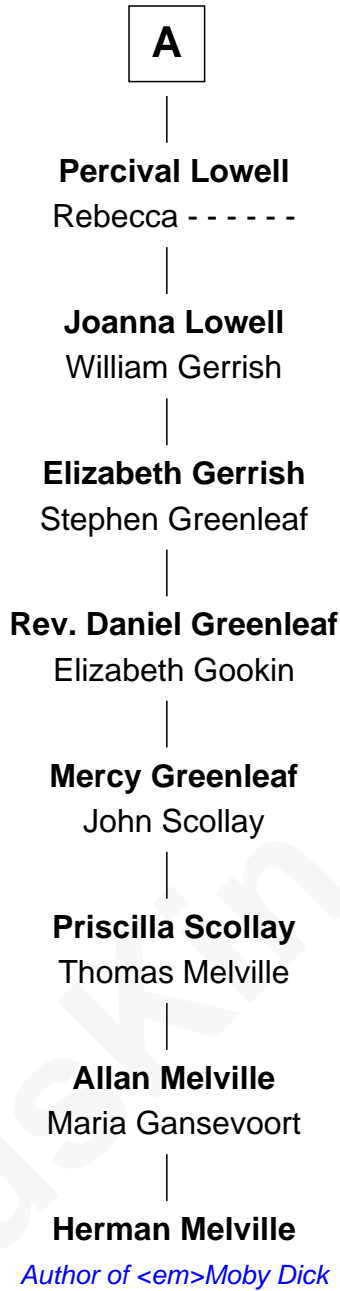 A
Percival Lowell
Rebecca - - - - - -
Joanna Lowell
William Gerrish
Elizabeth Gerrish
Stephen Greenleaf
Rev. Daniel Greenleaf
Elizabeth Gookin
Mercy Greenleaf
John Scollay
Priscilla Scollay
Thomas Melville
Allan Melville
Maria Gansevoort
Herman Melville
Author of <em>Moby Dick